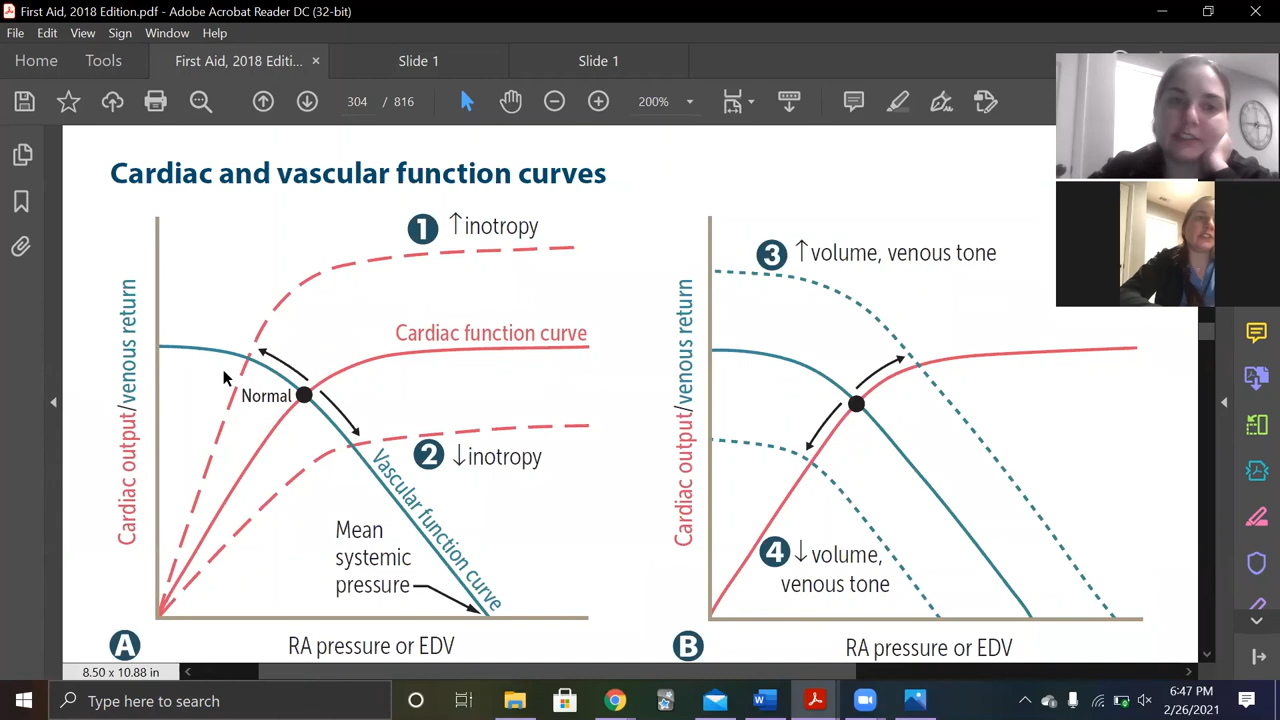 First Aid, 2018 Edition.pdf - Adobe Acrobat Reader DC (32-bit)
File Edit View Sign Window Help
Home Tools First Aid, 2018 Editi... × Slide 1 Slide 1
304 / 816 200%
Cardiac and vascular function curves
1 ↑inotropy
Cardiac function curve
Normal
2 ↓inotropy
Vascular function curve
Mean
systemic
pressure
Cardiac output/venous return
RA pressure or EDV
A
3 ↑volume, venous tone
4 ↓volume,
venous tone
Cardiac output/venous return
RA pressure or EDV
B
8.50 x 10.88 in
Type here to search
6:47 PM
2/26/2021